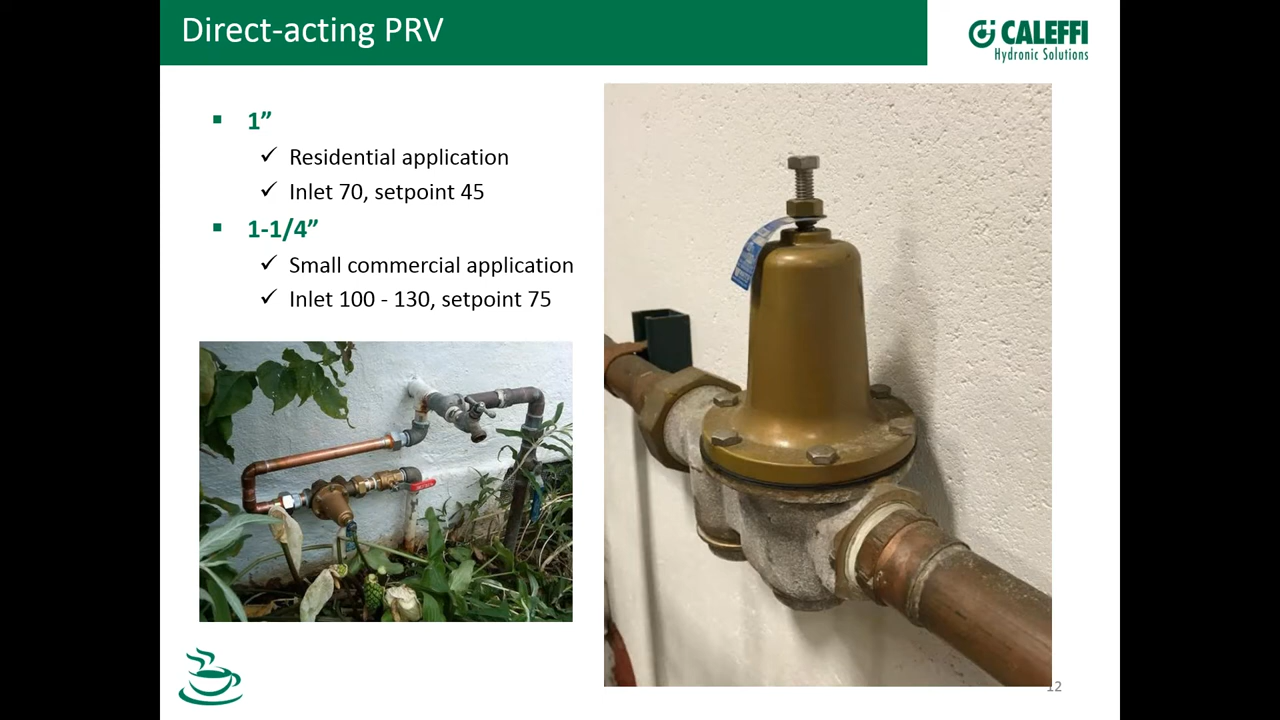 Direct-acting PRV
CALEFFI
Hydronic Solutions
1”
Residential application
Inlet 70, setpoint 45
1-1/4”
Small commercial application
Inlet 100 - 130, setpoint 75
12